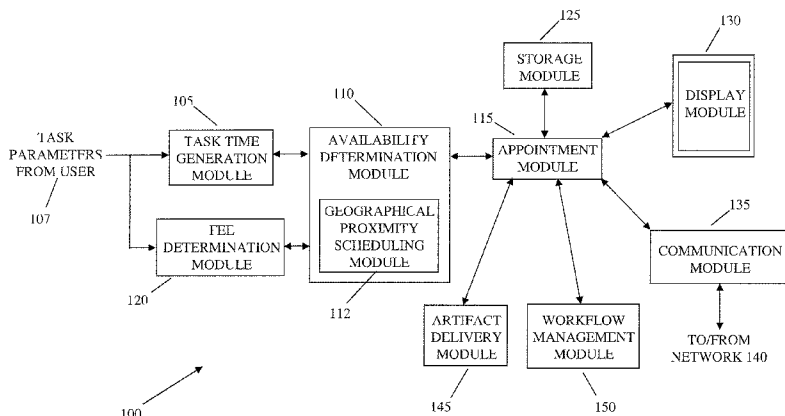 125
STORAGE
MODULE
130
DISPLAY
MODULE
105
TASK TIME
GENERATION
MODULE
110
AVAILABILITY
DETERMINATION
MODULE
115
APPOINTMENT
MODULE
TASK
PARAMETERS
FROM USER
107
FEE
DETERMINATION
MODULE
120
GEOGRAPHICAL
PROXIMITY
SCHEDULING
MODULE
112
135
COMMUNICATION
MODULE
ARTIFACT
DELIVERY
MODULE
145
WORKFLOW
MANAGEMENT
MODULE
150
TO/FROM
NETWORK 140
100